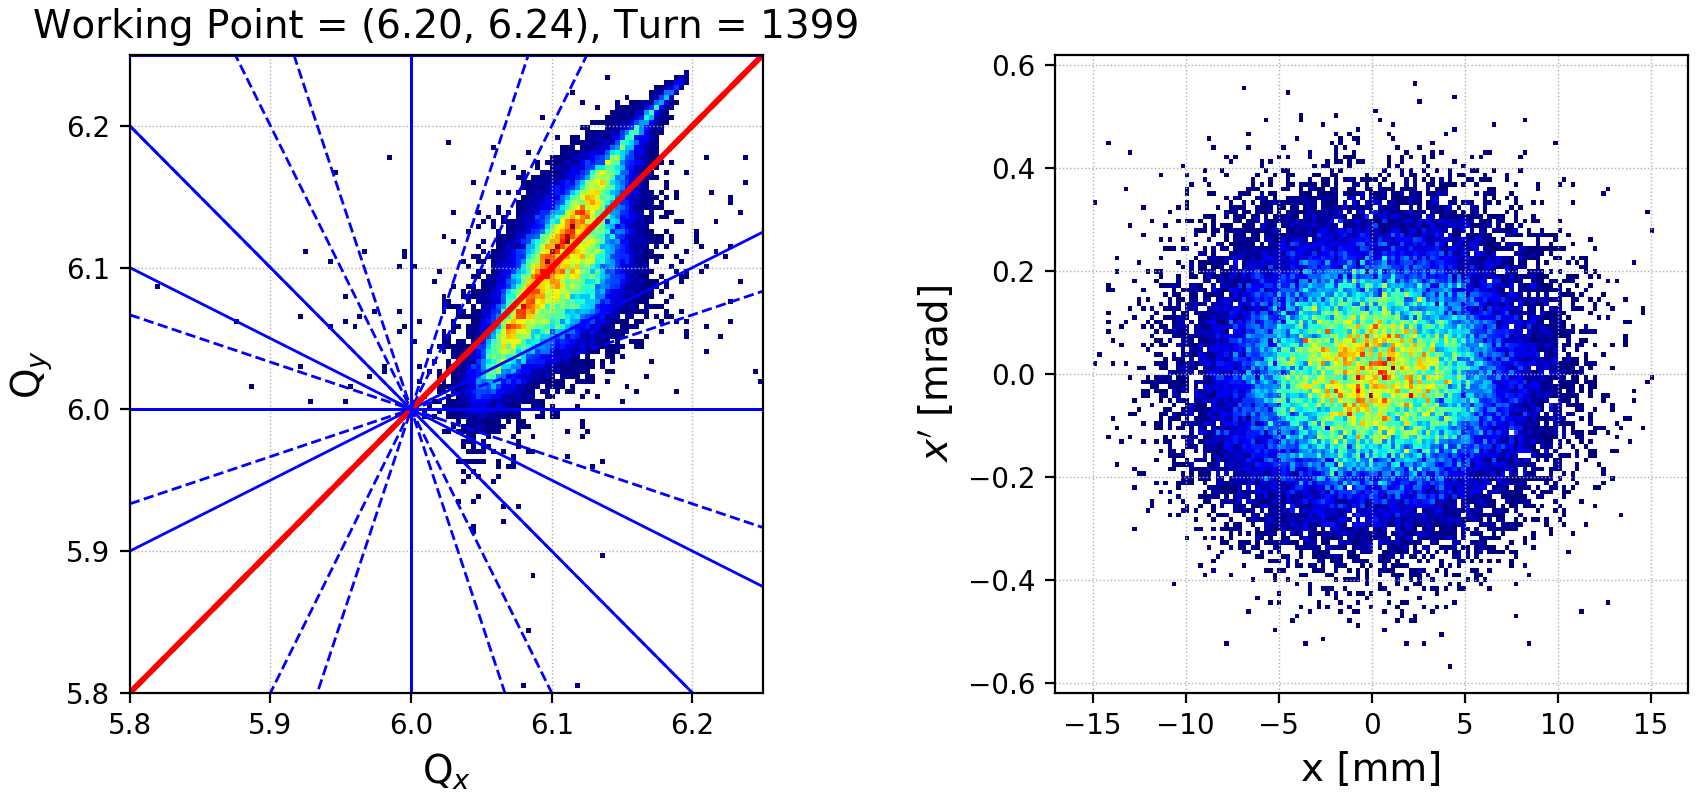 Working Point = (6.20, 6.24), Turn = 1399
6.2
6.1
6.0
5.9
5.8
Q_y
5.8 5.9 6.0 6.1 6.2
Q_x
0.6
0.4
0.2
0.0
−0.2
−0.4
−0.6
x′ [mrad]
−15 −10 −5 0 5 10 15
x [mm]